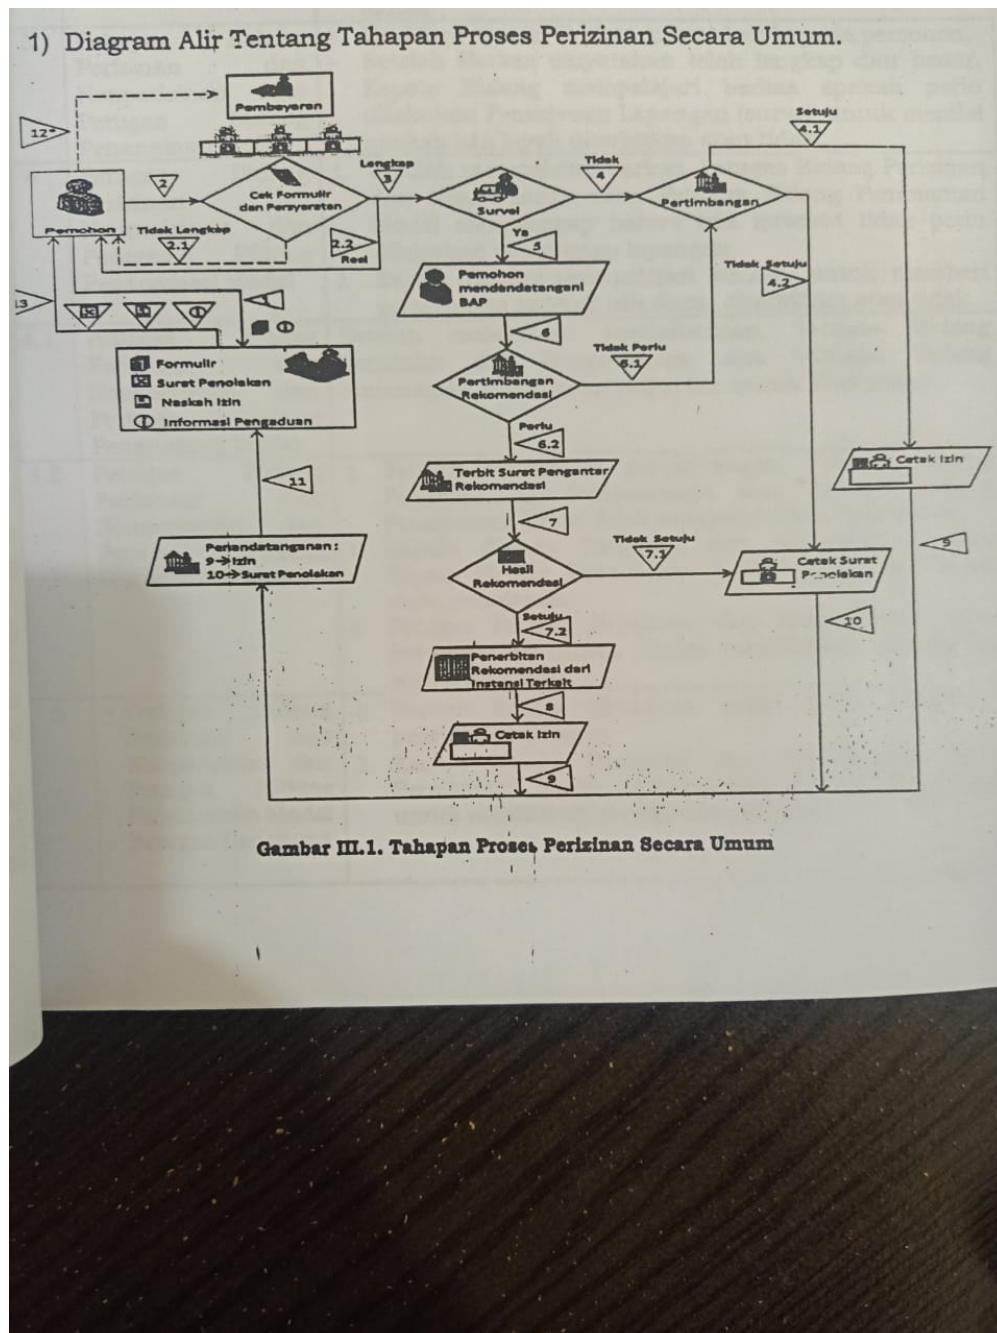 1) Diagram Alir Tentang Tahapan Proses Perizinan Secara Umum.
Pembayaran
12*
Setuju
4.1
Lengkap
3
Tidak
4
2
Cek Formulir
dan Persyaratan
Survei
Pertimbangan
Pemohon
Tidak Lengkap
2.1
2.2
Resi
Ya
5
Tidak Setuju
4.2
Pemohon
mendandatangani
BAP
13
1
6
Tidak Perlu
6.1
Formulir
Surat Penolakan
Naskah Izin
Informasi Pengaduan
Pertimbangan
Rekomendasi
Perlu
6.2
Cetak Izin
Terbit Surat Pengantar
Rekomendasi
11
7
Tidak Setuju
7.1
9
Penandatanganan :
9→Izin
10→Surat Penolakan
Hasil
Rekomendasi
Cetak Surat
Penolakan
Setuju
7.2
10
Penerbitan
Rekomendasi dari
Instansi Terkait
8
Cetak Izin
9
Gambar III.1. Tahapan Proses Perizinan Secara Umum